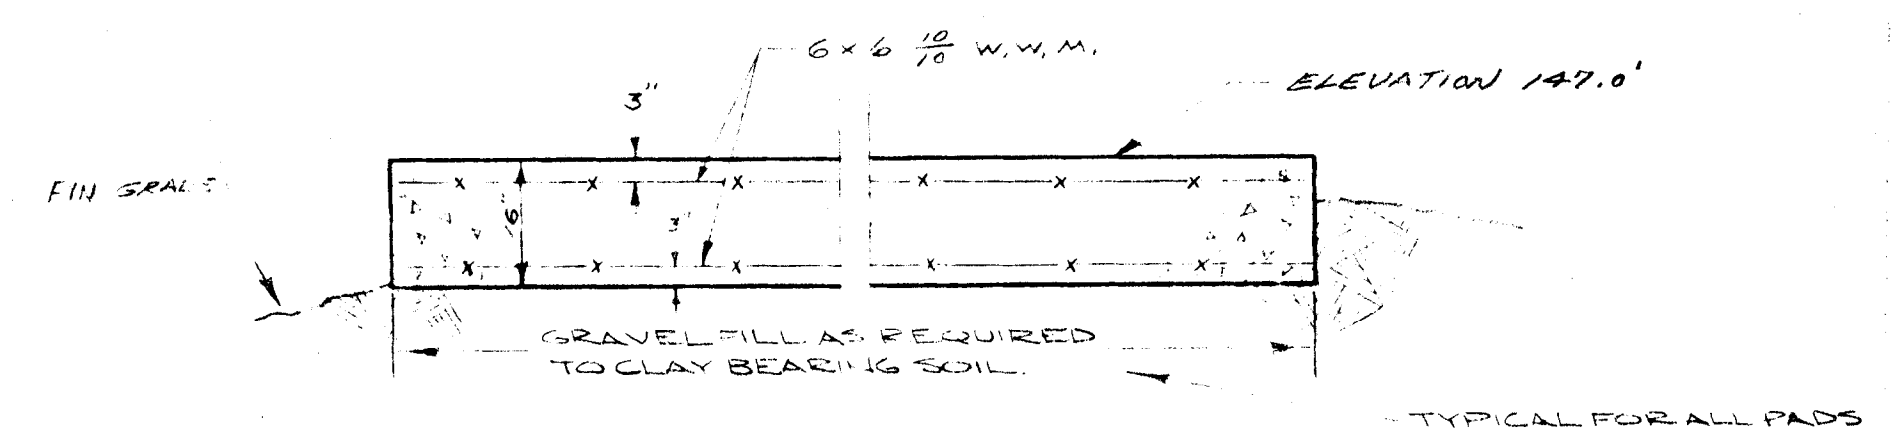 6 x 6 10/10 W.W.M.
3"
ELEVATION 147.0'
FIN GRADE
16"
3"
GRAVEL FILL AS REQUIRED
TO CLAY BEARING SOIL.
TYPICAL FOR ALL PADS